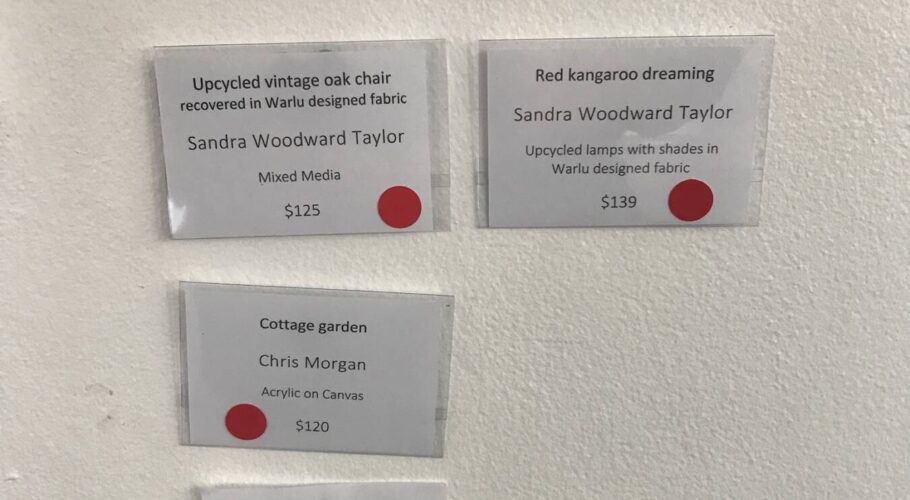 Upcycled vintage oak chair
recovered in Warlu designed fabric
Sandra Woodward Taylor
Mixed Media
$125
Red kangaroo dreaming
Sandra Woodward Taylor
Upcycled lamps with shades in
Warlu designed fabric
$139
Cottage garden
Chris Morgan
Acrylic on Canvas
$120